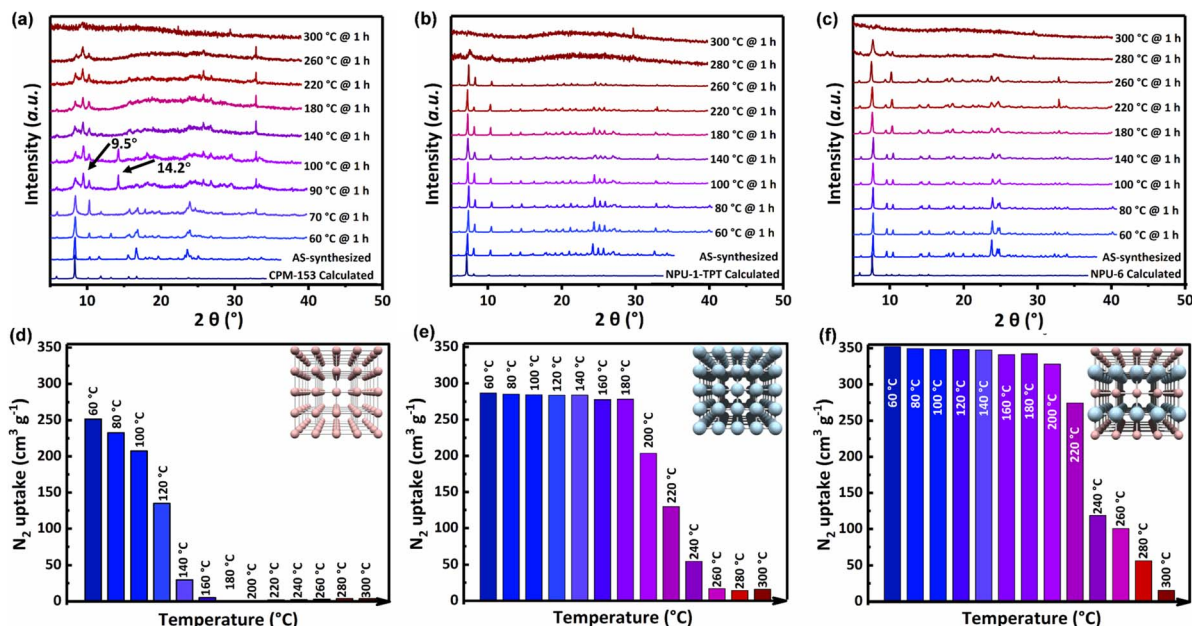 (a)
300 °C @ 1 h
260 °C @ 1 h
220 °C @ 1 h
180 °C @ 1 h
140 °C @ 1 h
9.5°
100 °C @ 1 h
14.2°
90 °C @ 1 h
70 °C @ 1 h
60 °C @ 1 h
AS-synthesized
CPM-153 Calculated
Intensity (a.u.)
10 20 30 40 50
2 θ (°)
(b)
300 °C @ 1 h
280 °C @ 1 h
260 °C @ 1 h
220 °C @ 1 h
180 °C @ 1 h
140 °C @ 1 h
100 °C @ 1 h
80 °C @ 1 h
60 °C @ 1 h
AS-synthesized
NPU-1-TPT Calculated
Intensity (a.u.)
10 20 30 40 50
2 θ (°)
(c)
300 °C @ 1 h
280 °C @ 1 h
260 °C @ 1 h
220 °C @ 1 h
180 °C @ 1 h
140 °C @ 1 h
100 °C @ 1 h
80 °C @ 1 h
60 °C @ 1 h
AS-synthesized
NPU-6 Calculated
Intensity (a.u.)
10 20 30 40 50
2 θ (°)
(d)
350
300
250
200
150
100
50
0
N2 uptake (cm3 g-1)
60 °C
80 °C
100 °C
120 °C
140 °C
160 °C
180 °C
200 °C
220 °C
240 °C
260 °C
280 °C
300 °C
Temperature (°C)
(e)
350
300
250
200
150
100
50
0
N2 uptake (cm3 g-1)
60 °C
80 °C
100 °C
120 °C
140 °C
160 °C
180 °C
200 °C
220 °C
240 °C
260 °C
280 °C
300 °C
Temperature (°C)
(f)
350
300
250
200
150
100
50
0
N2 uptake (cm3 g-1)
60 °C
80 °C
100 °C
120 °C
140 °C
160 °C
180 °C
200 °C
220 °C
240 °C
260 °C
280 °C
300 °C
Temperature (°C)